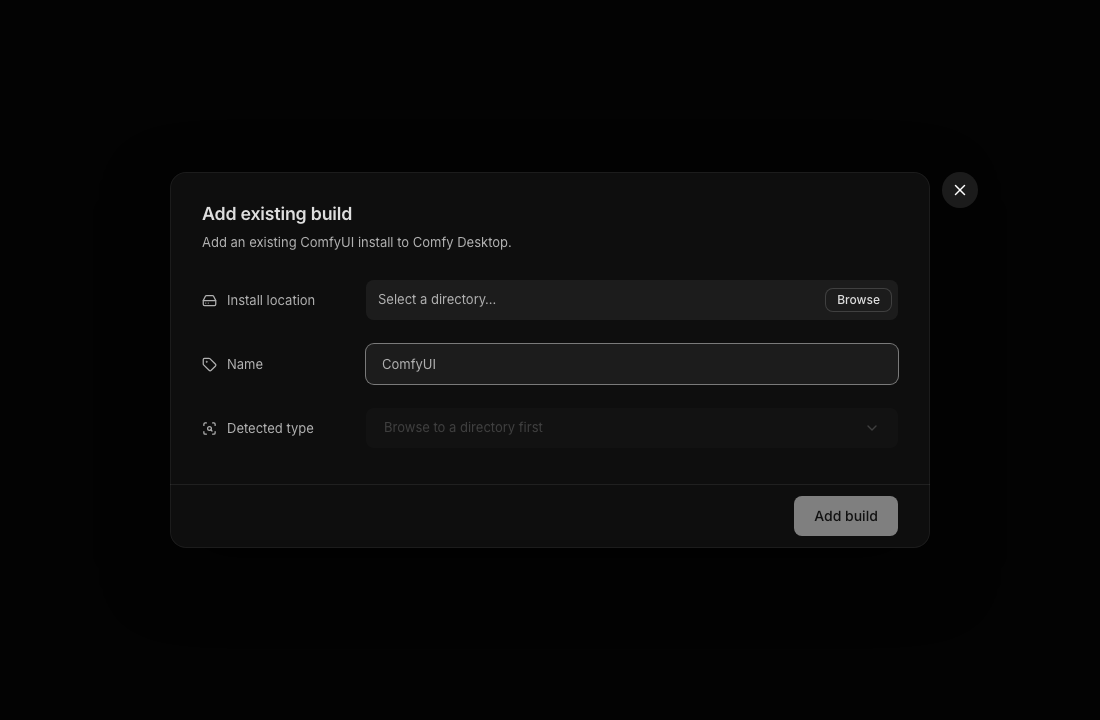 Add existing build
Add an existing ComfyUI install to Comfy Desktop.
Install location
Select a directory...
Browse
Name
ComfyUI
Detected type
Browse to a directory first
Add build